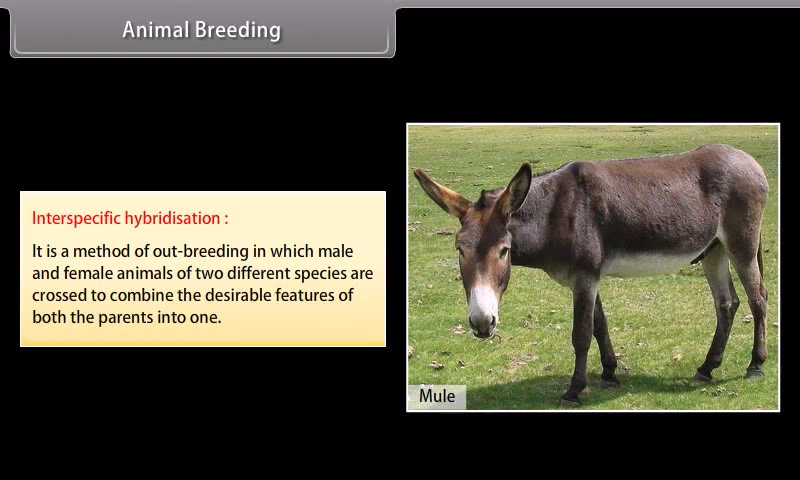 Animal Breeding
Interspecific hybridisation :
It is a method of out-breeding in which male
and female animals of two different species are
crossed to combine the desirable features of
both the parents into one.
Mule